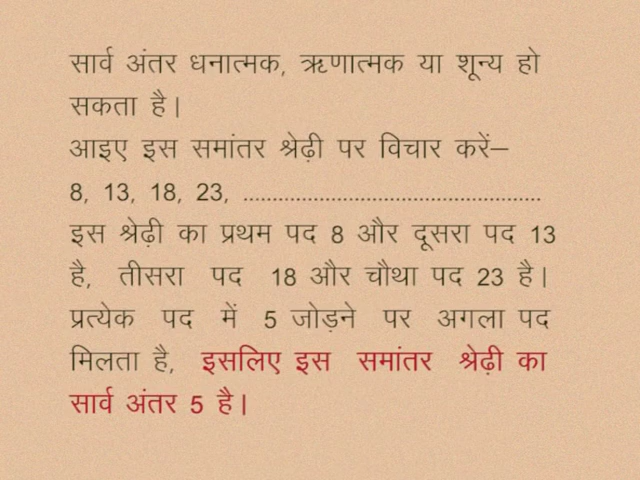 सार्व अंतर धनात्मक, ऋणात्मक या शून्य हो
सकता है।
आइए इस समांतर श्रेढ़ी पर विचार करें–
8, 13, 18, 23, ...................................................
इस श्रेढ़ी का प्रथम पद 8 और दूसरा पद 13
है, तीसरा पद 18 और चौथा पद 23 है।
प्रत्येक पद में 5 जोड़ने पर अगला पद
मिलता है, इसलिए इस समांतर श्रेढ़ी का
सार्व अंतर 5 है।